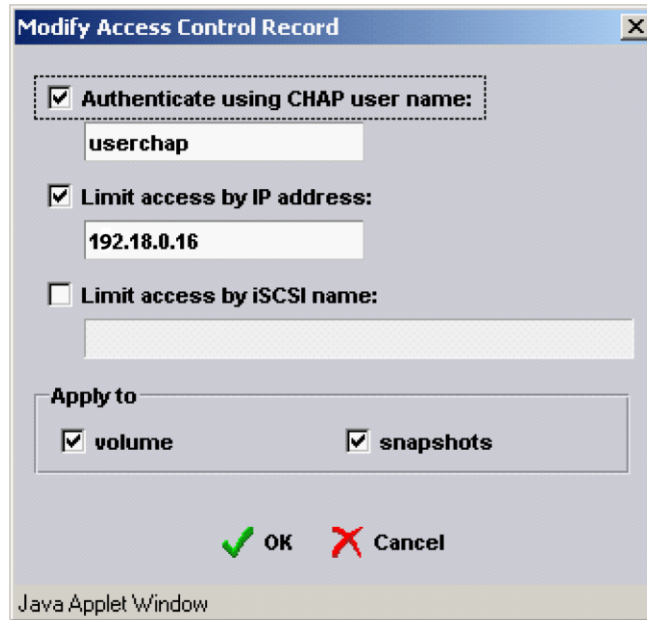 Modify Access Control Record
Authenticate using CHAP user name:
userchap
Limit access by IP address:
192.18.0.16
Limit access by iSCSI name:
Apply to
volume snapshots
OK Cancel
Java Applet Window